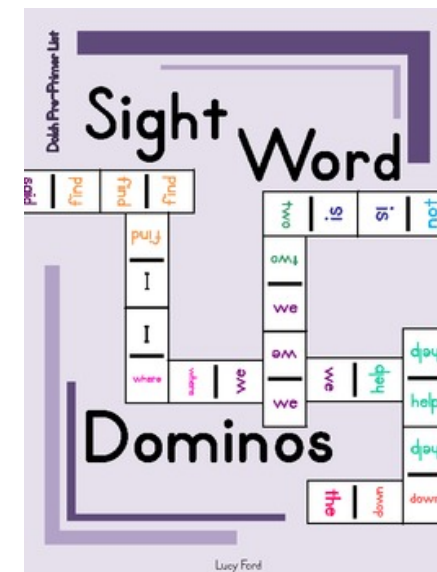 Dolch Pre-Primer List
Sight
Word
said find
find find
find
I
I
where
where we
two is
is not
two
we
we
we
we help
help
help
help
down
the down
Dominos
Lucy Ford